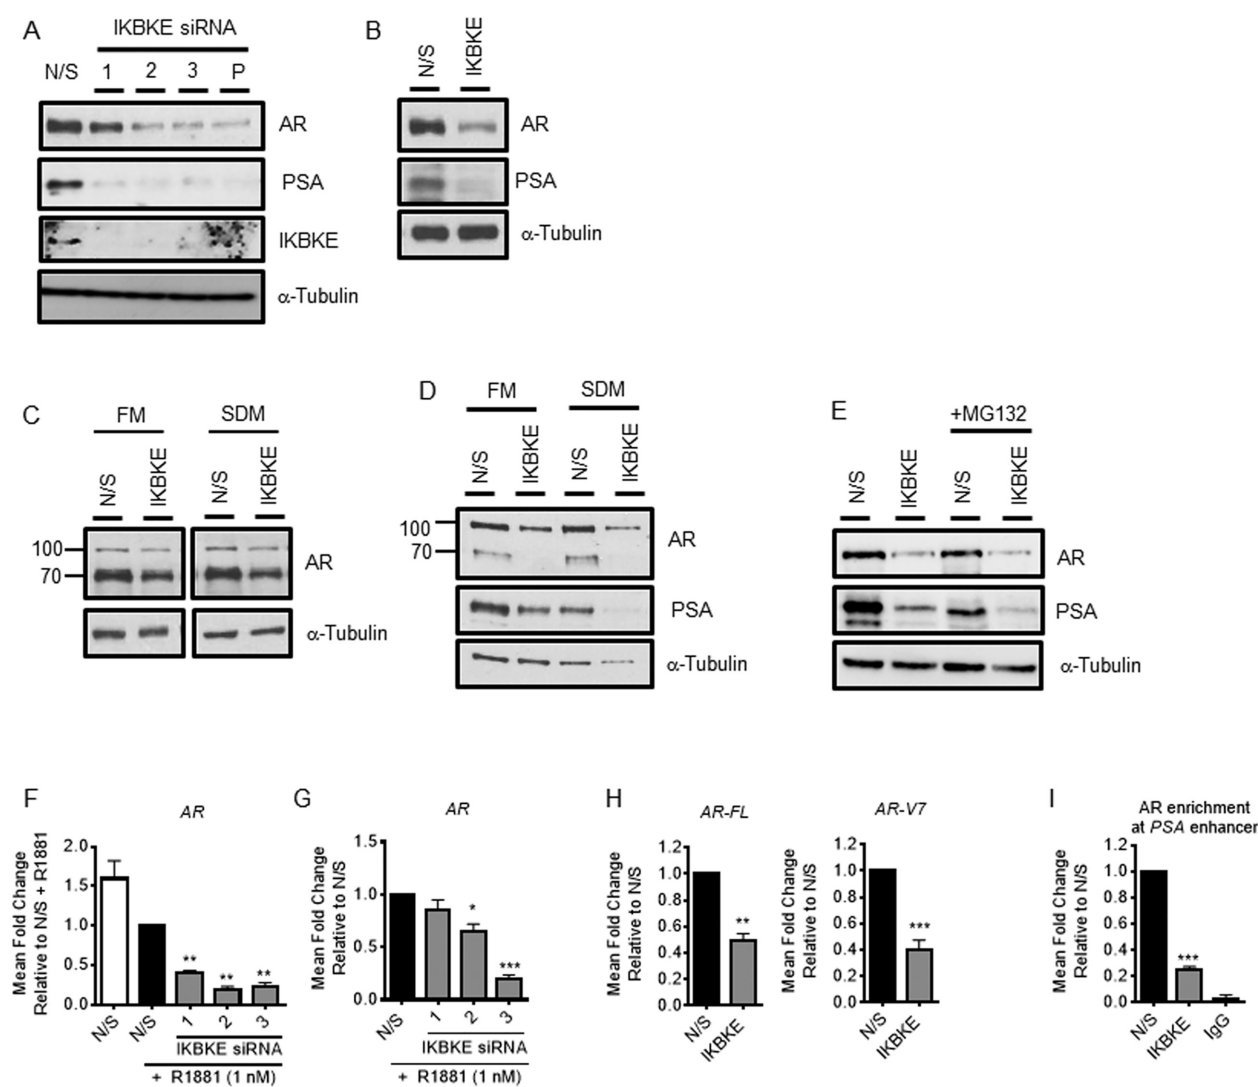 A
IKBKE siRNA
N/S 1 2 3 P
AR
PSA
IKBKE
α-Tubulin
B
N/S IKBKE
AR
PSA
α-Tubulin
C
FM SDM
N/S IKBKE N/S IKBKE
100
70
AR
α-Tubulin
D
FM SDM
N/S IKBKE N/S IKBKE
100
70
AR
PSA
α-Tubulin
E
+MG132
N/S IKBKE N/S IKBKE
AR
PSA
α-Tubulin
F
AR
Mean Fold Change
Relative to N/S + R1881
2.0
1.5
1.0
0.5
0.0
** ** **
N/S N/S 1 2 3
IKBKE siRNA
+ R1881 (1 nM)
G
AR
Mean Fold Change
Relative to N/S
1.5
1.0
0.5
0.0
* ***
N/S 1 2 3
IKBKE siRNA
+ R1881 (1 nM)
H
AR-FL
Mean Fold Change
Relative to N/S
1.2
1.0
0.8
0.6
0.4
0.2
0.0
**
N/S IKBKE
AR-V7
Mean Fold Change
Relative to N/S
1.2
1.0
0.8
0.6
0.4
0.2
0.0
***
N/S IKBKE
I
AR enrichment
at PSA enhancer
Mean Fold Change
Relative to N/S
1.2
1.0
0.8
0.6
0.4
0.2
0.0
***
N/S IKBKE IgG